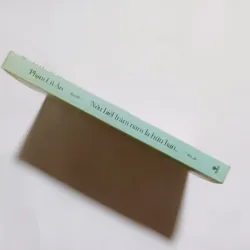 Phạm Lữ Ân
Nếu biết trăm năm là hữu hạn...